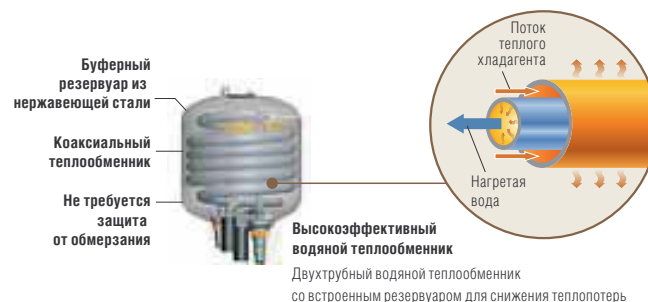 Буферный
резервуар из
нержавеющей стали
Коаксиальный
теплообменник
Не требуется
защита
от обмерзания
Поток
теплого
хладагента
Нагретая
вода
Высокоэффективный
водяной теплообменник
Двухтрубный водяной теплообменник
со встроенным резервуаром для снижения теплопотерь